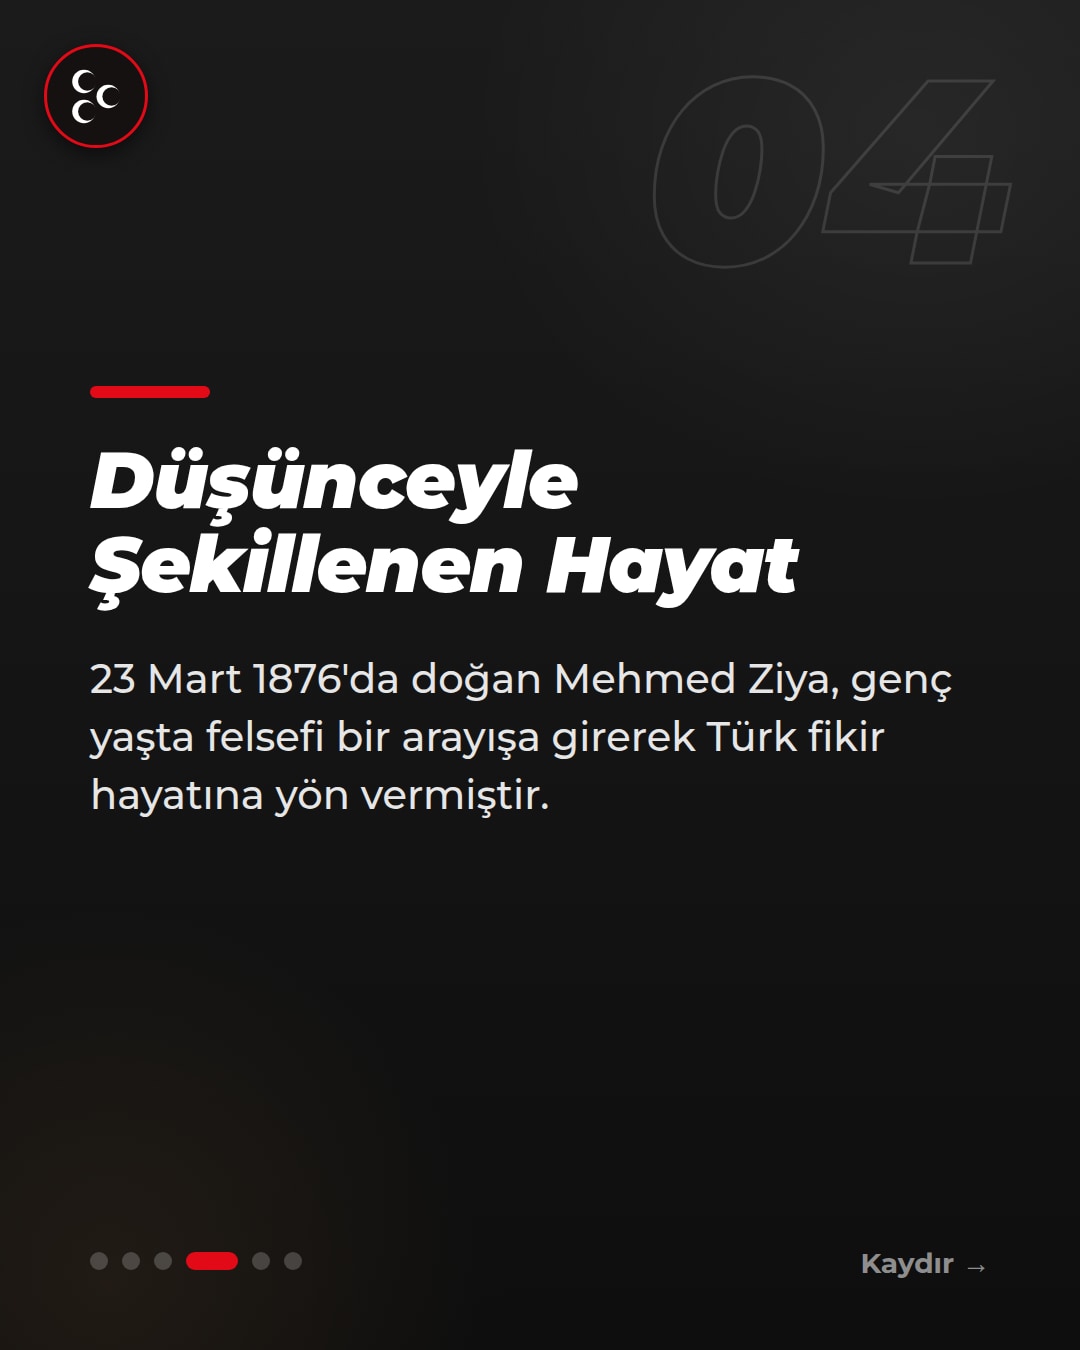 04
Düşünceyle
Şekillenen Hayat
23 Mart 1876'da doğan Mehmed Ziya, genç
yaşta felsefi bir arayışa girerek Türk fikir
hayatına yön vermiştir.
Kaydır →